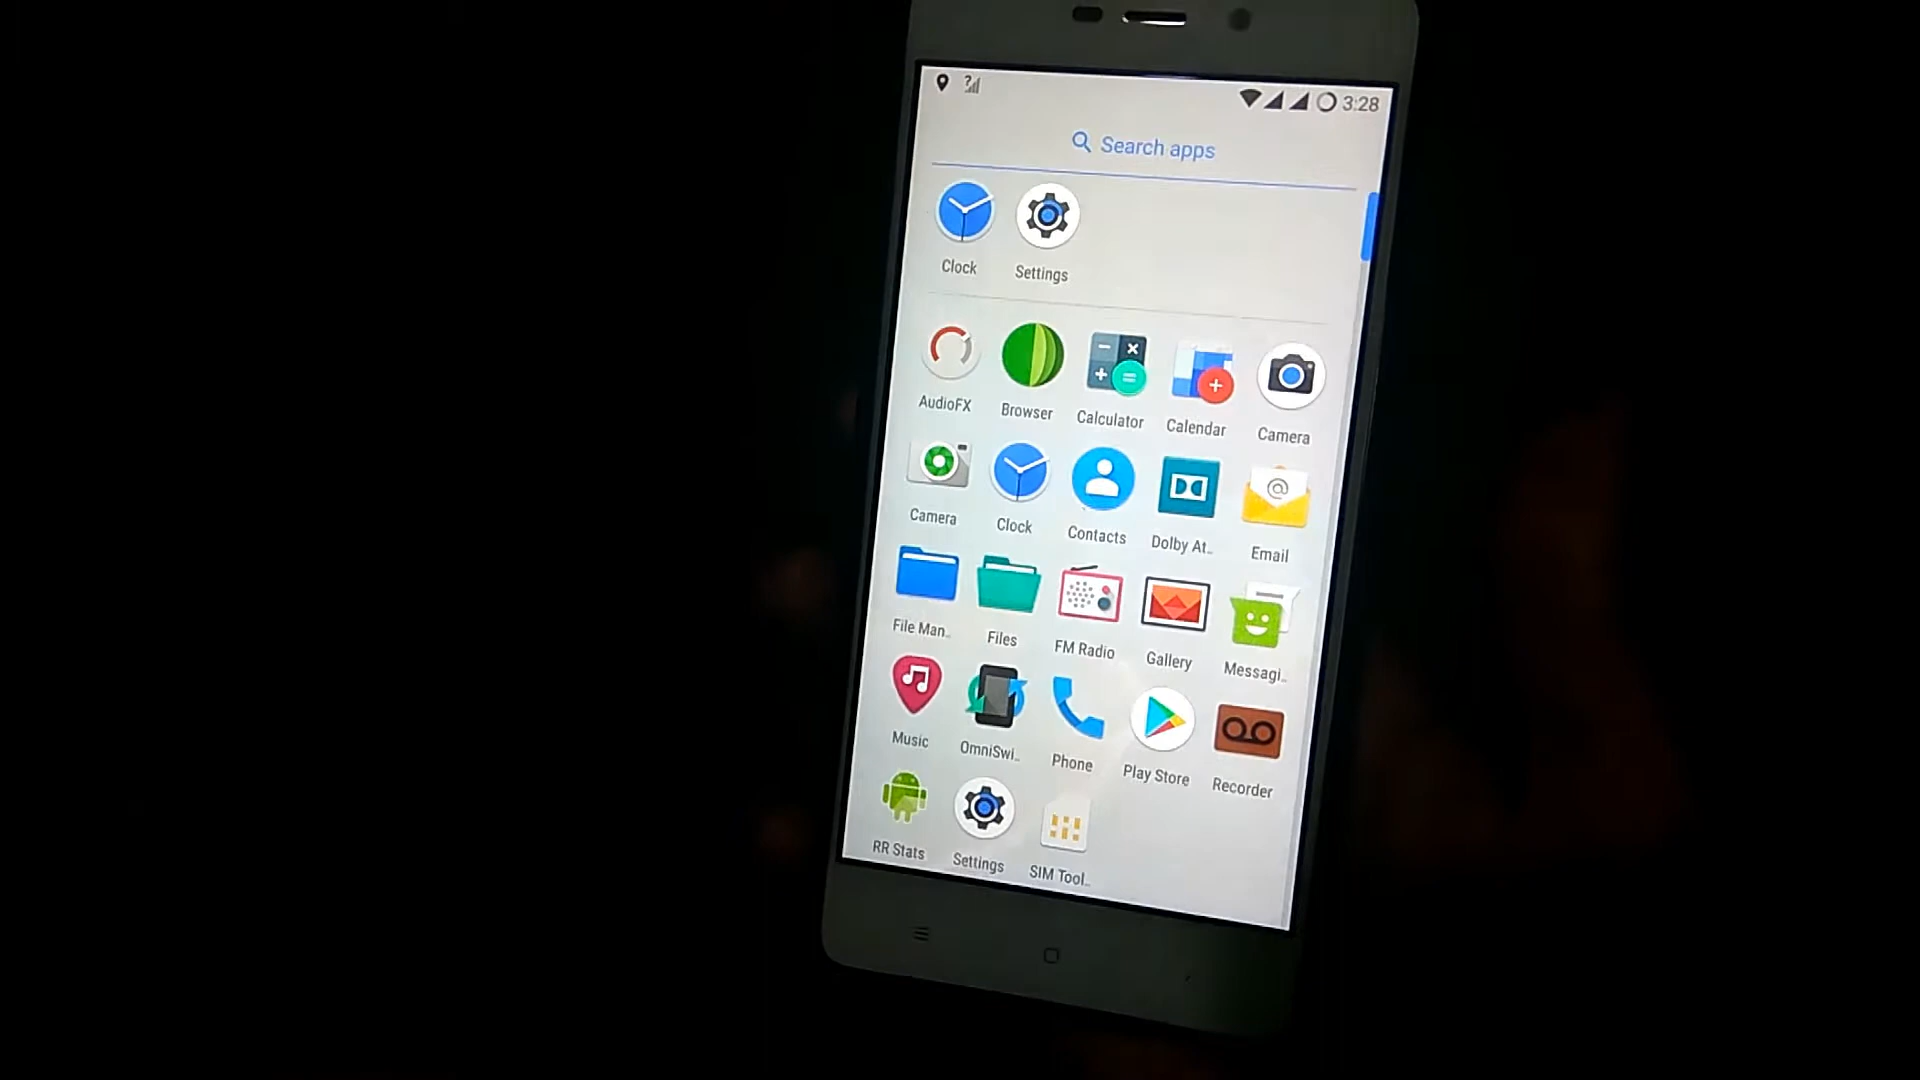 3:28
Search apps
Clock Settings
AudioFX Browser Calculator Calendar Camera
Camera Clock Contacts Dolby At.. Email
File Man.. Files FM Radio Gallery Messagi..
Music OmniSwi.. Phone Play Store Recorder
RR Stats Settings SIM Tool..